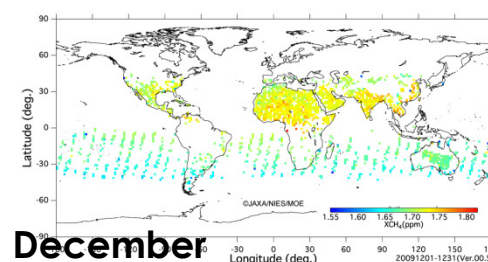 90
60
30
0
-30
-60
-90
Latitude (deg.)
©JAXA/NIES/MOE
1.55 1.60 1.65 1.70 1.75 1.80
XCH₄(ppm)
-30 0 30 60 90 120 150
December
Longitude (deg.)
20091201-1231(Ver.00.5